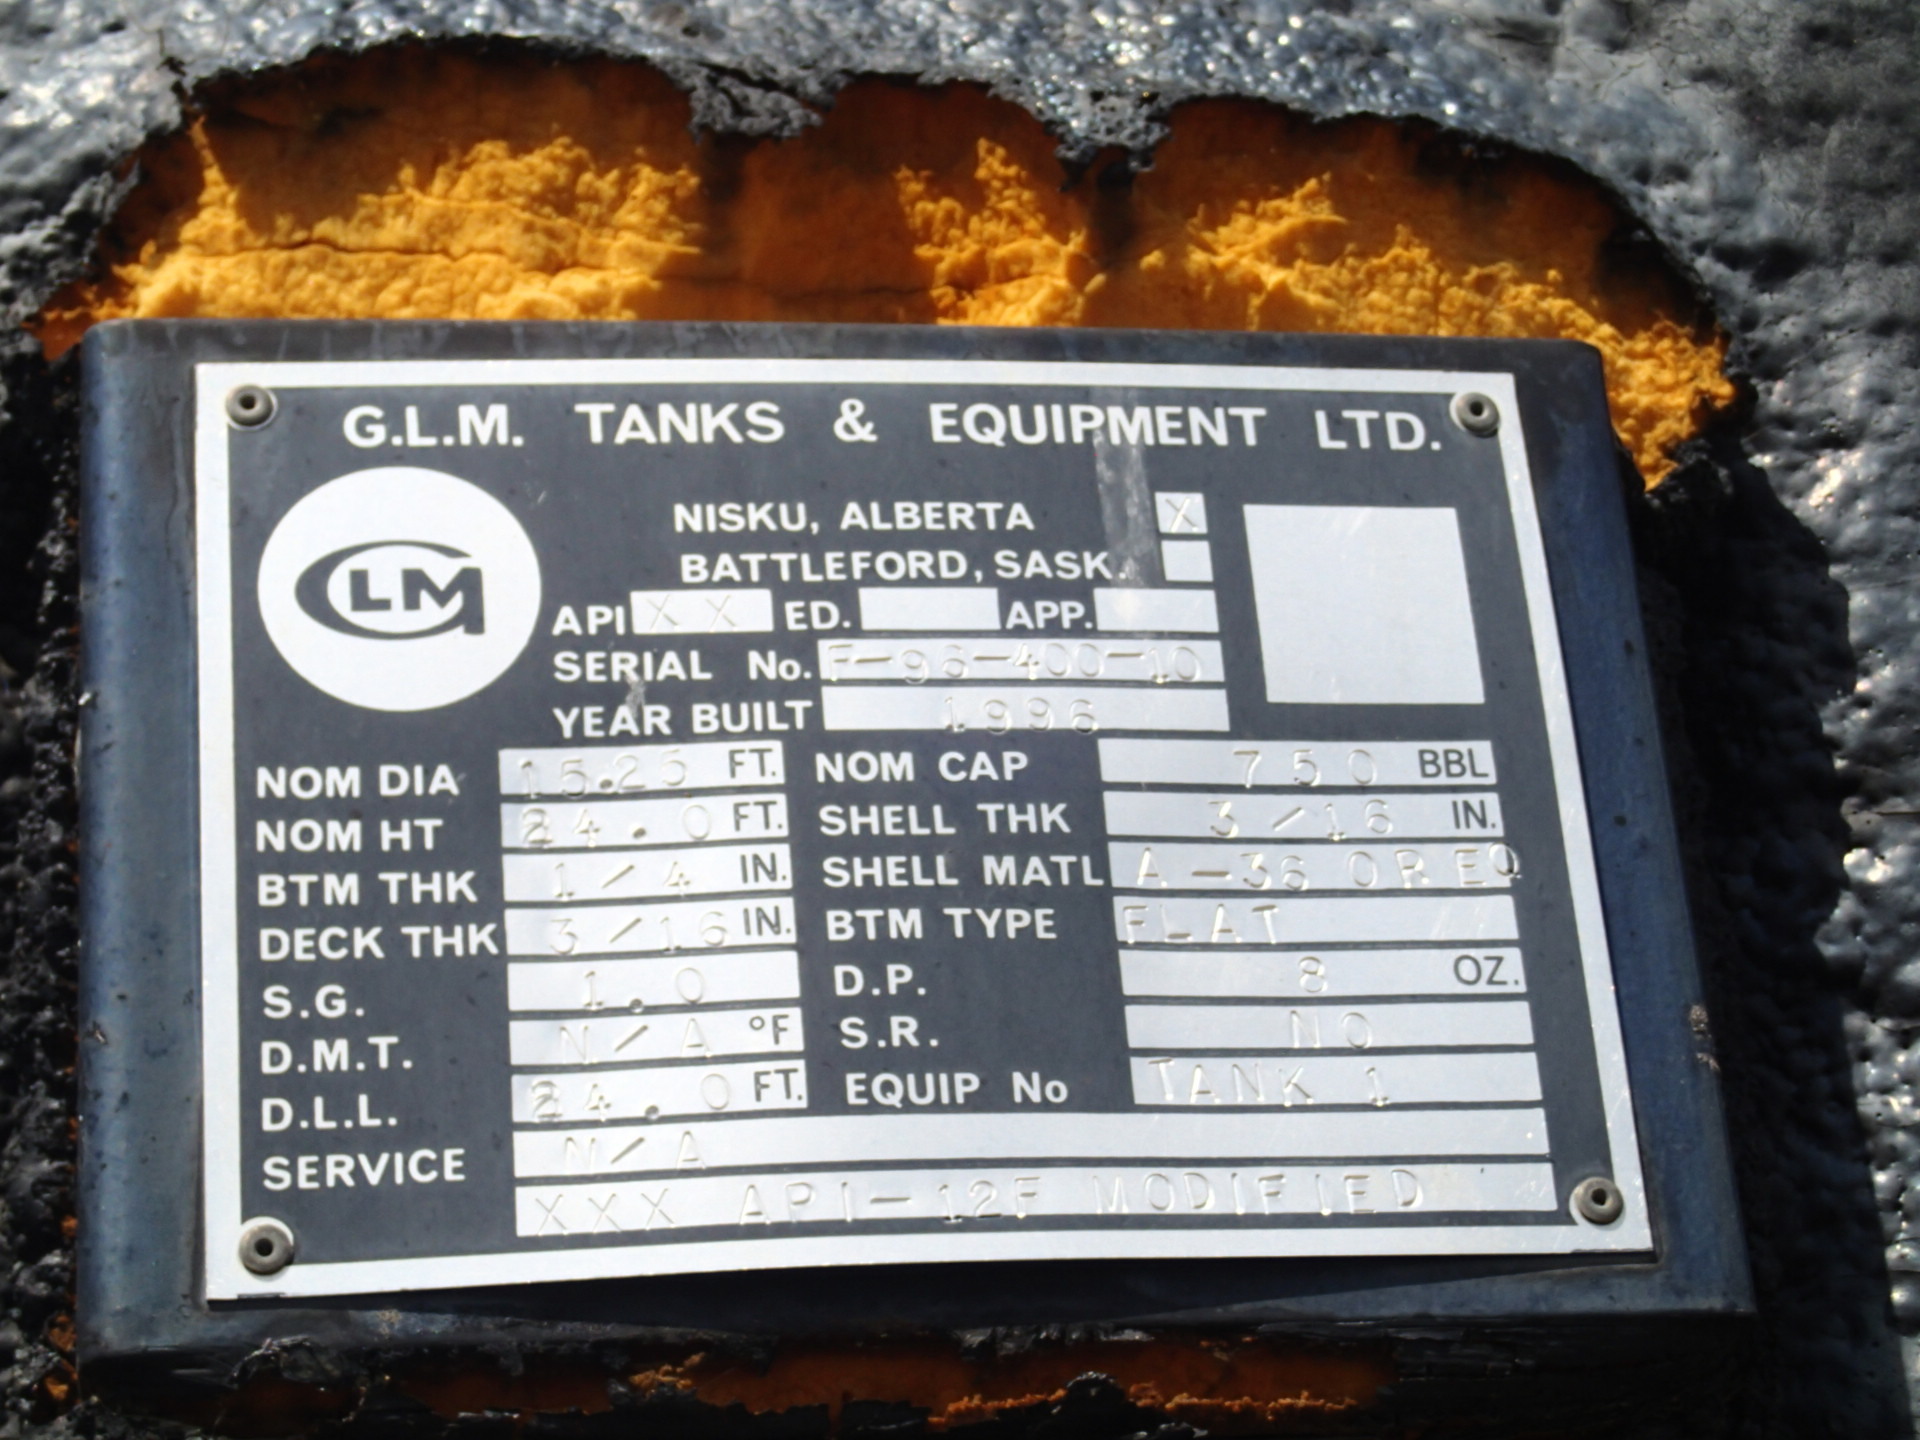 G.L.M. TANKS & EQUIPMENT LTD.
GLM
NISKU, ALBERTA X
BATTLEFORD, SASK.
API XX ED. APP.
SERIAL No. F-96-400-10
YEAR BUILT 1996
NOM DIA 15.25 FT. NOM CAP 750 BBL
NOM HT 24.0 FT. SHELL THK 3/16 IN.
BTM THK 1/4 IN. SHELL MATL A-36 OR EQ
DECK THK 3/16 IN. BTM TYPE FLAT
S.G. 1.0 D.P. 8 OZ.
D.M.T. N/A °F S.R. NO
D.L.L. 24.0 FT. EQUIP No TANK 1
SERVICE N/A
XXX API-12F MODIFIED